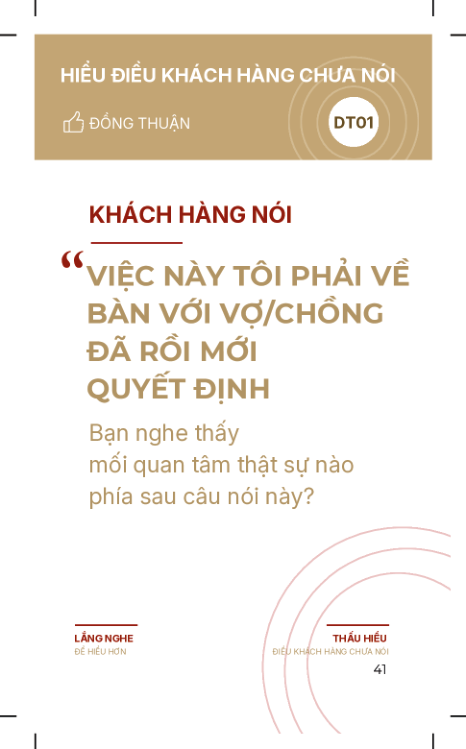 HIỂU ĐIỀU KHÁCH HÀNG CHƯA NÓI
ĐỒNG THUẬN
DT01
KHÁCH HÀNG NÓI
“VIỆC NÀY TÔI PHẢI VỀ
BÀN VỚI VỢ/CHỒNG
ĐÃ RỒI MỚI
QUYẾT ĐỊNH
Bạn nghe thấy
mối quan tâm thật sự nào
phía sau câu nói này?
LẮNG NGHE
ĐỂ HIỂU HƠN
THẤU HIỂU
ĐIỀU KHÁCH HÀNG CHƯA NÓI
41